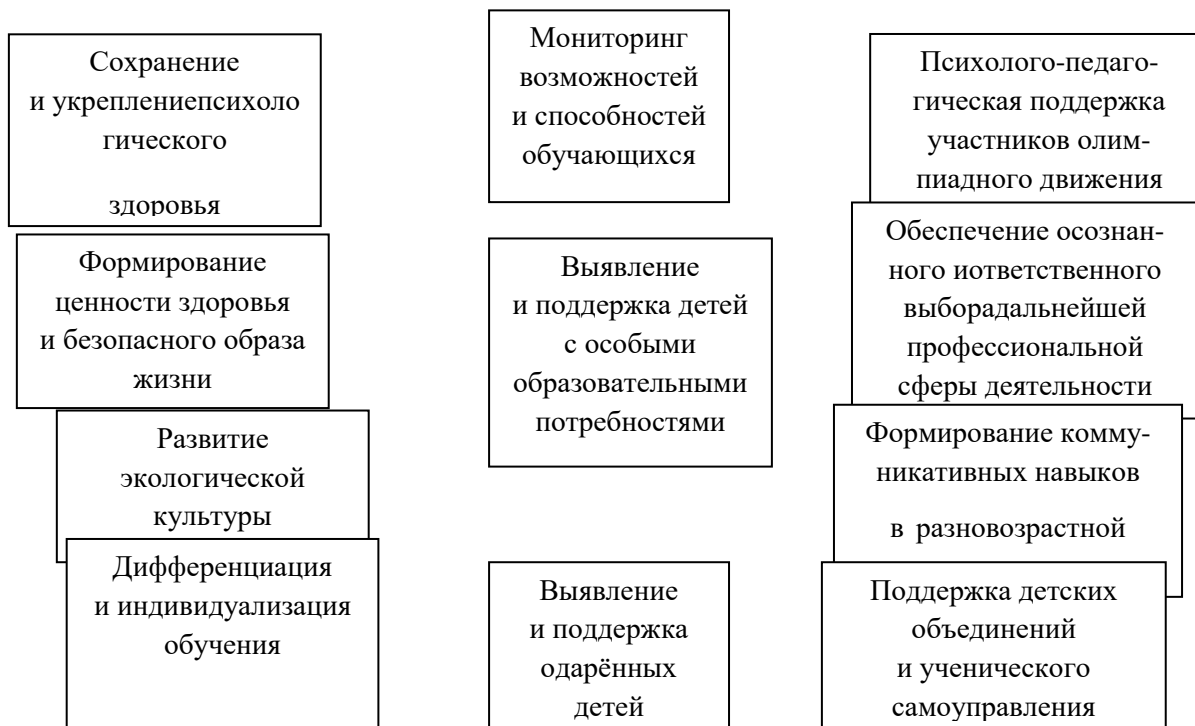 Сохранение
и укреплениепсихоло
гического
здоровья
Формирование
ценности здоровья
и безопасного образа
жизни
Развитие
экологической
культуры
Дифференциация
и индивидуализация
обучения
Мониторинг
возможностей
и способностей
обучающихся
Выявление
и поддержка детей
с особыми
образовательными
потребностями
Выявление
и поддержка
одарённых
детей
Психолого-педаго-
гическая поддержка
участников олим-
пиадного движения
Обеспечение осознан-
ного иответственного
выборадальнейшей
профессиональной
сферы деятельности
Формирование комму-
никативных навыков
в разновозрастной
Поддержка детских
объединений
и ученического
самоуправления